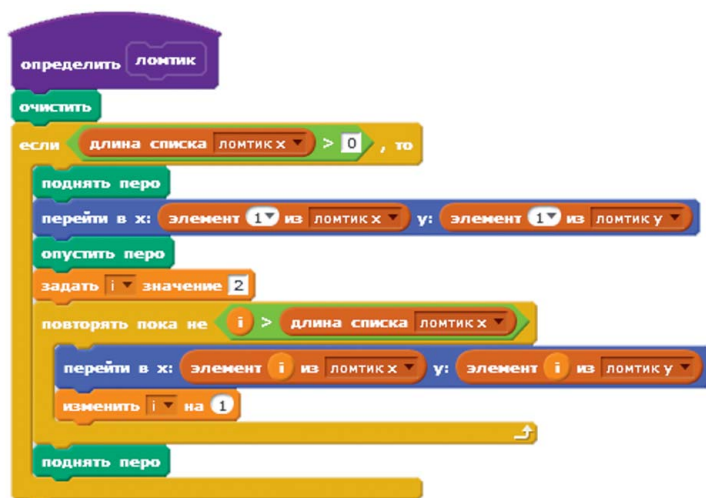 определить ломтик
очистить
если длина списка ломтик x > 0 , то
поднять перо
перейти в x: элемент 1 из ломтик x y: элемент 1 из ломтик y
опустить перо
задать i значение 2
повторять пока не i > длина списка ломтик x
перейти в x: элемент i из ломтик x y: элемент i из ломтик y
изменить i на 1
поднять перо